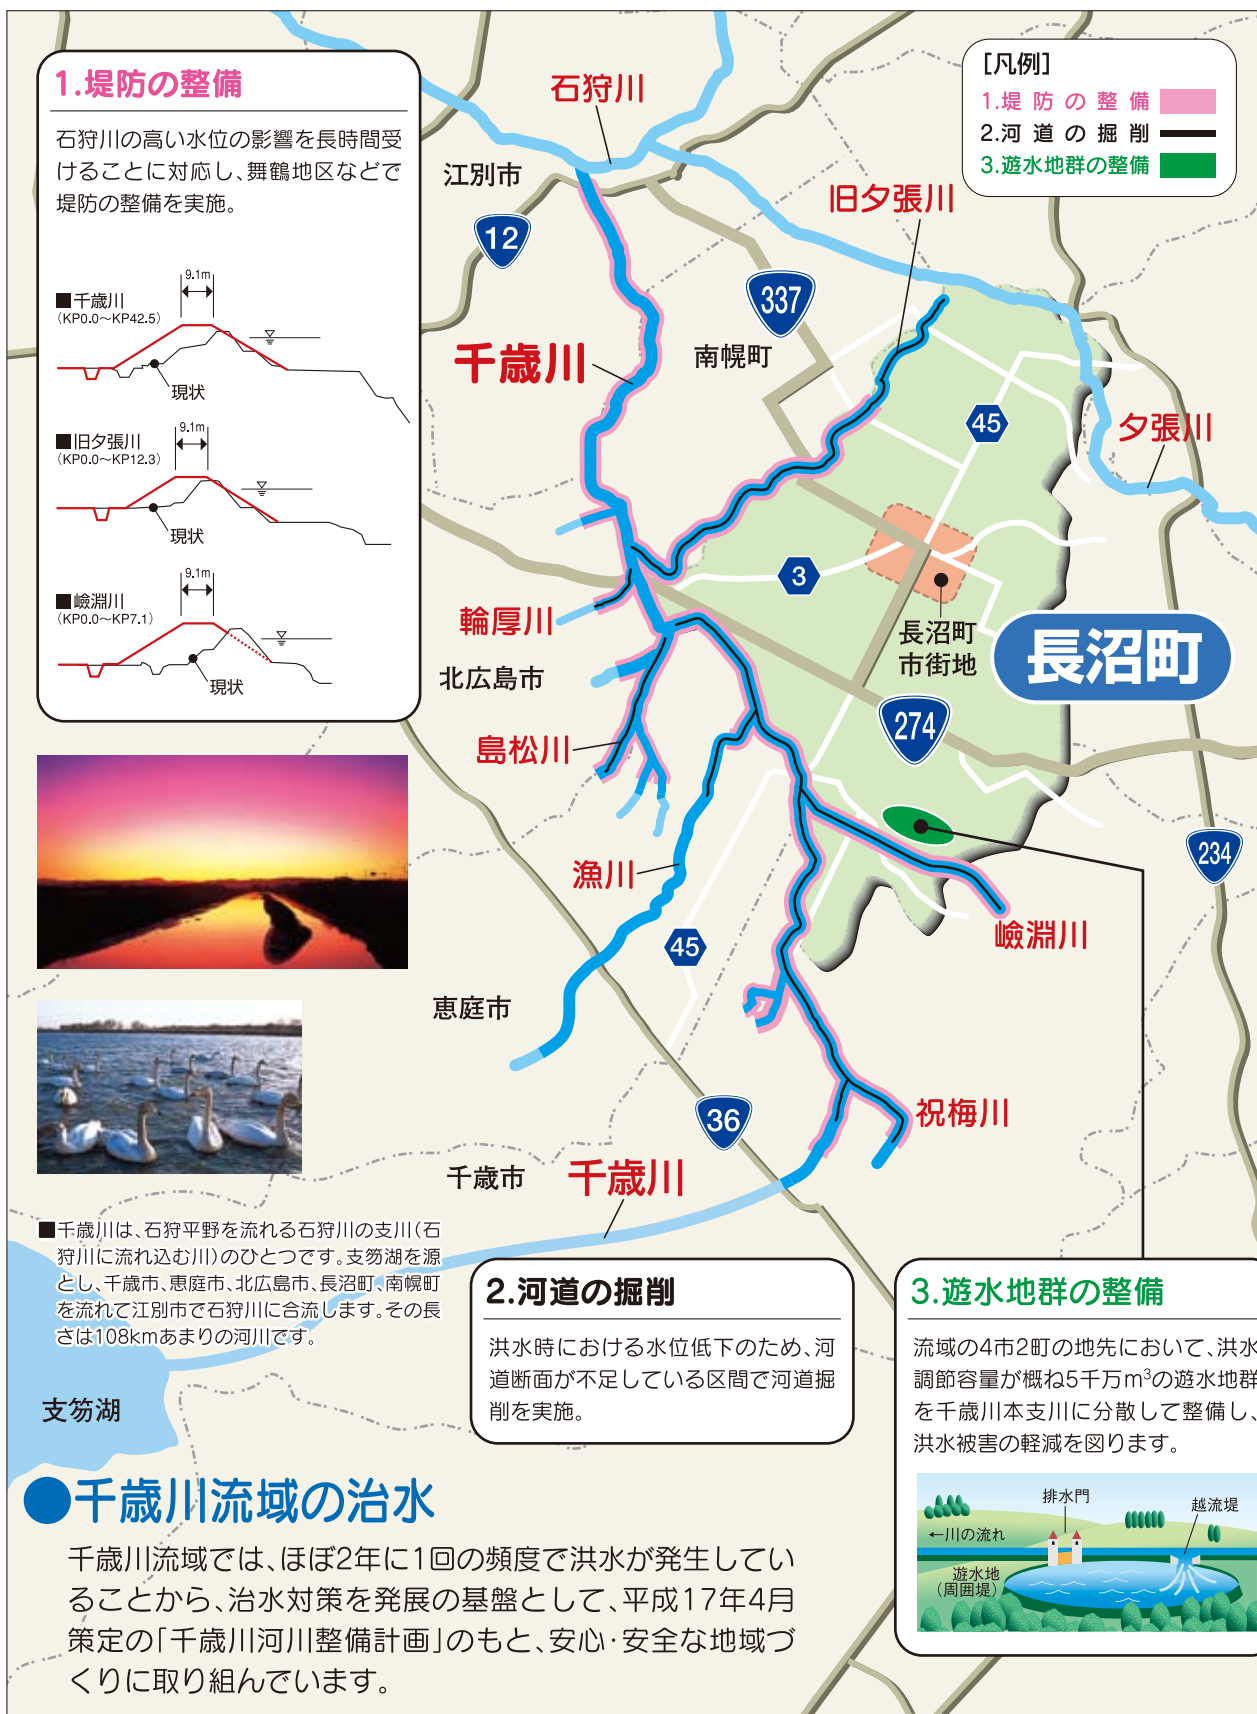 1.堤防の整備
石狩川の高い水位の影響を長時間受
けることに対応し、舞鶴地区などで
堤防の整備を実施。
9.1m
■千歳川
(KP0.0〜KP42.5)
現状
9.1m
■旧夕張川
(KP0.0〜KP12.3)
現状
9.1m
■嶮淵川
(KP0.0〜KP7.1)
現状
[凡例]
1.堤防の整備
2.河道の掘削
3.遊水地群の整備
石狩川
江別市
旧夕張川
12
337
千歳川
南幌町
45
夕張川
3
輪厚川
長沼町
市街地
長沼町
北広島市
274
島松川
234
漁川
嶮淵川
45
恵庭市
36
祝梅川
千歳市
千歳川
■千歳川は、石狩平野を流れる石狩川の支川(石
狩川に流れ込む川)のひとつです。支笏湖を源
とし、千歳市、恵庭市、北広島市、長沼町、南幌町
を流れて江別市で石狩川に合流します。その長
さは108kmあまりの河川です。
支笏湖
2.河道の掘削
洪水時における水位低下のため、河
道断面が不足している区間で河道掘
削を実施。
3.遊水地群の整備
流域の4市2町の地先において、洪水
調節容量が概ね5千万m³の遊水地群
を千歳川本支川に分散して整備し、
洪水被害の軽減を図ります。
排水門
越流堤
←川の流れ
遊水地
(周囲堤)
●千歳川流域の治水
千歳川流域では、ほぼ2年に1回の頻度で洪水が発生してい
ることから、治水対策を発展の基盤として、平成17年4月
策定の「千歳川河川整備計画」のもと、安心・安全な地域づ
くりに取り組んでいます。